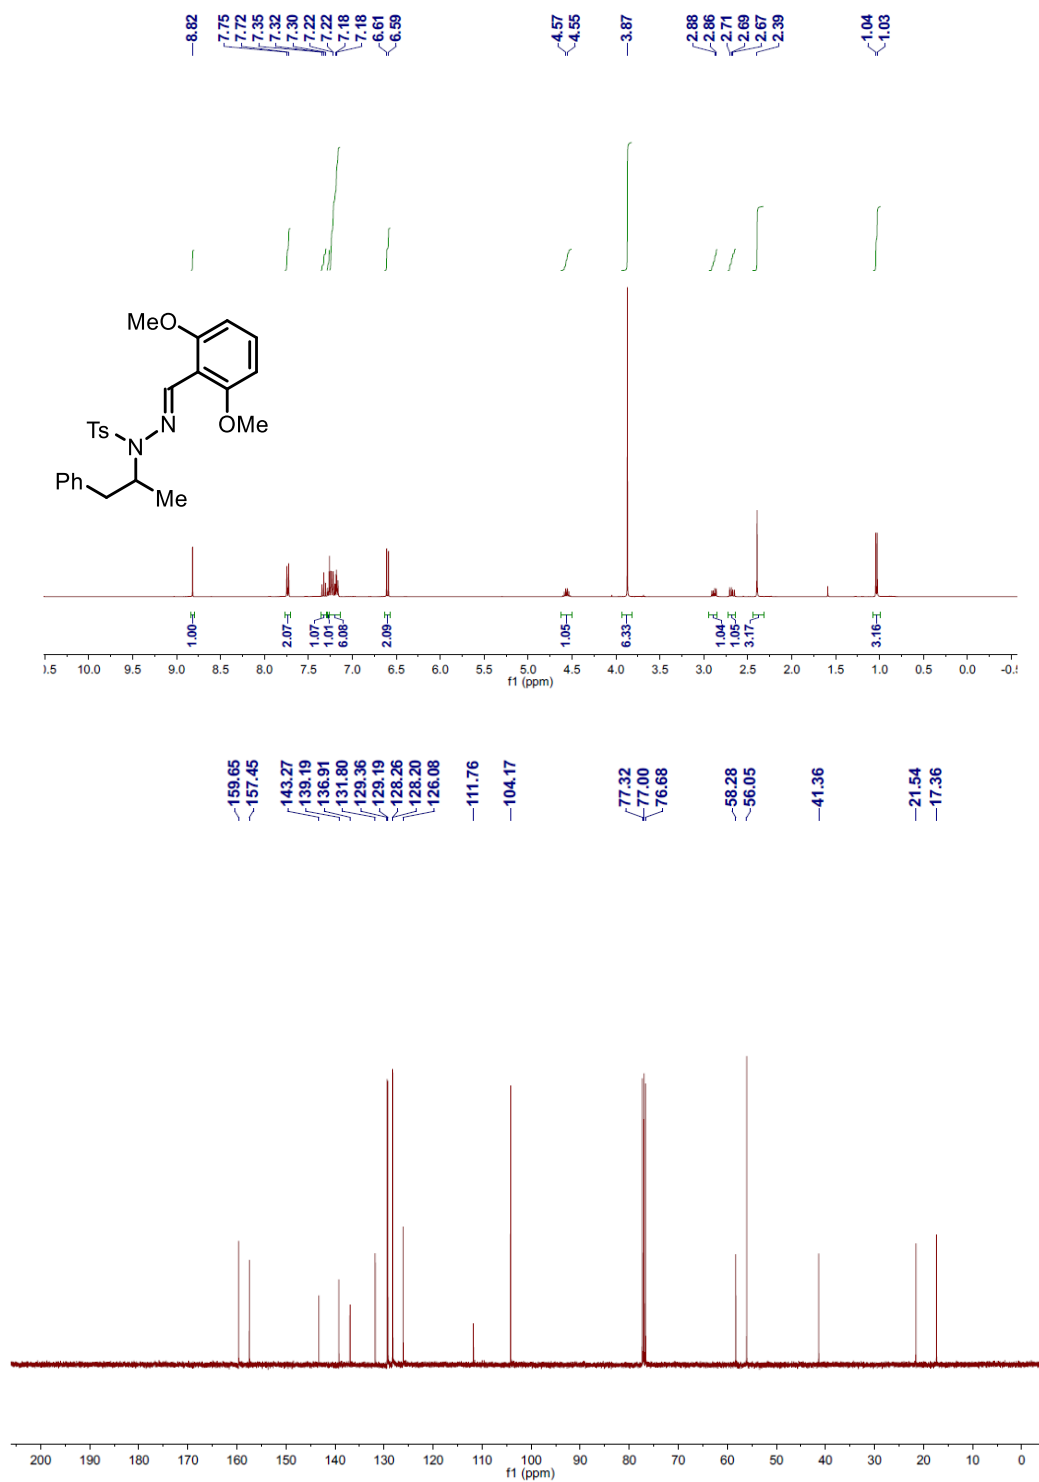 8.82 7.75 7.72 7.35 7.32 7.30 7.22 7.22 7.18 7.18 6.61 6.59 4.57 4.55 3.87 2.88 2.86 2.71 2.69 2.67 2.39 1.04 1.03
MeO
N
OMe
Ts
N
Ph
Me
1.00 2.07 1.07 1.01 6.08 2.09 1.05 6.33 1.04 1.05 3.17 3.16
.5 10.0 9.5 9.0 8.5 8.0 7.5 7.0 6.5 6.0 5.5 5.0 4.5 4.0 3.5 3.0 2.5 2.0 1.5 1.0 0.5 0.0 -0.5
f1 (ppm)
159.65 157.45 143.27 139.19 136.91 131.80 129.36 129.19 128.26 128.20 126.08 111.76 104.17 77.32 77.00 76.68 58.28 56.05 41.36 21.54 17.36
200 190 180 170 160 150 140 130 120 110 100 90 80 70 60 50 40 30 20 10 0
f1 (ppm)